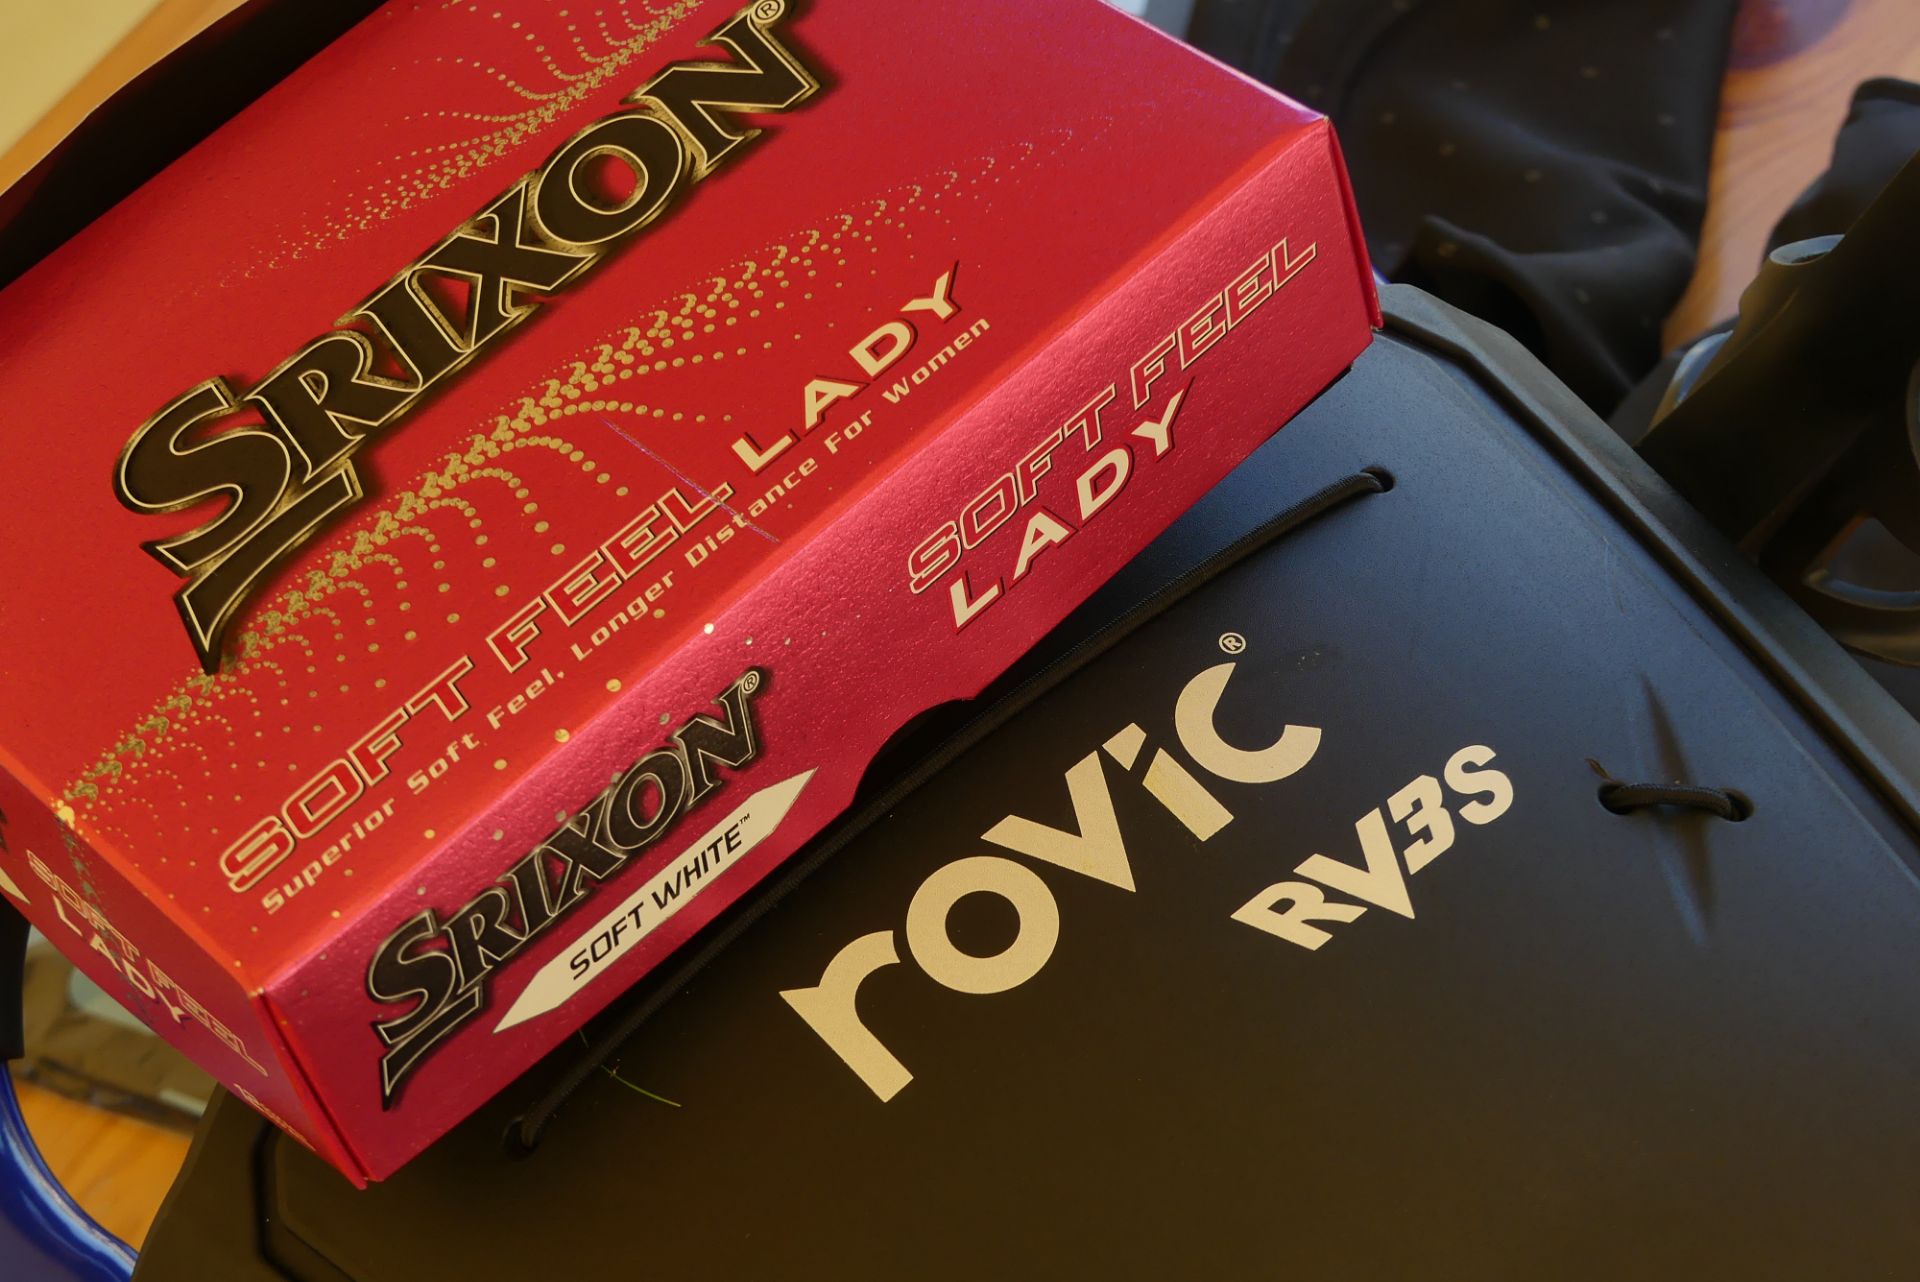 SRIXON®
SOFT FEEL LADY
Superior Soft Feel, Longer Distance For Women
SOFT FEEL
LADY
SRIXON®
SOFT WHITE™
SOFT FEEL
LADY
rovic®
RV3S